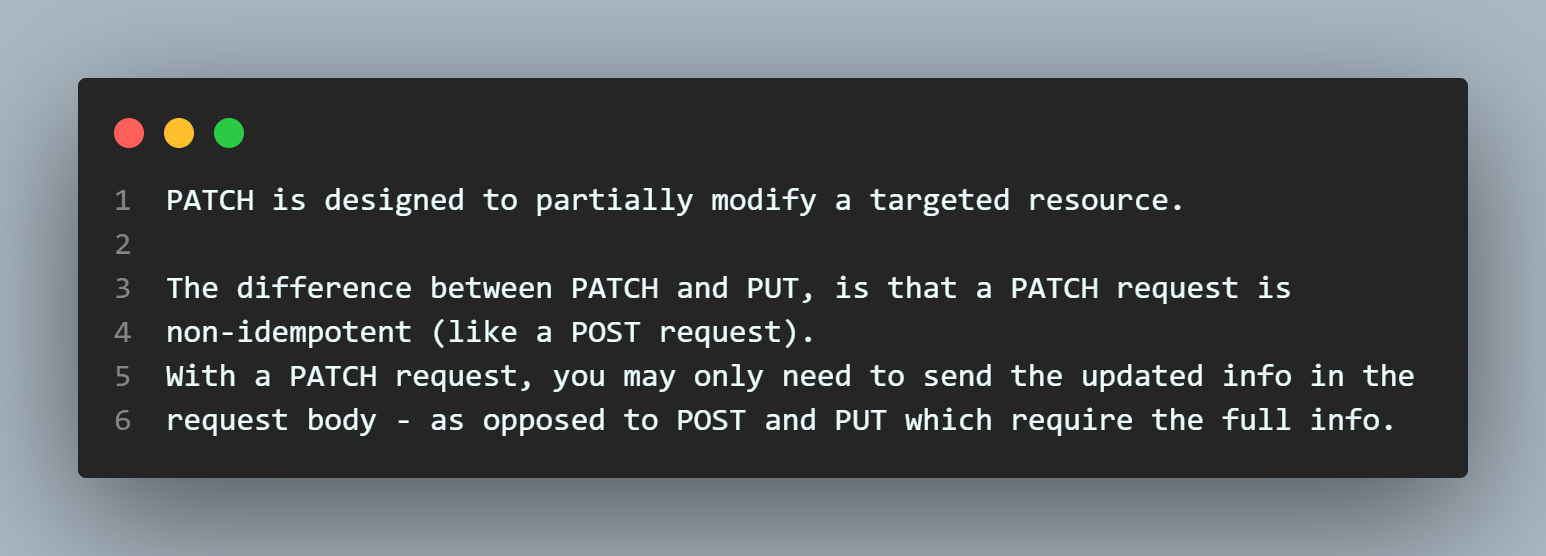 1 PATCH is designed to partially modify a targeted resource.
2
3 The difference between PATCH and PUT, is that a PATCH request is
4 non-idempotent (like a POST request).
5 With a PATCH request, you may only need to send the updated info in the
6 request body - as opposed to POST and PUT which require the full info.